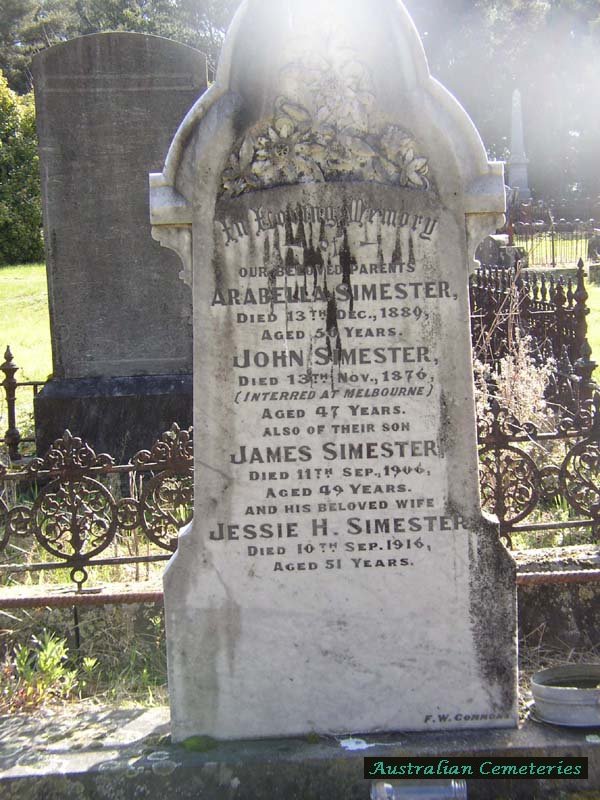 In Loving Memory
of
OUR BELOVED PARENTS
ARABELLA SIMESTER,
DIED 13TH DEC., 1889,
AGED 50 YEARS.
JOHN SIMESTER,
DIED 13TH NOV., 1876,
(INTERRED AT MELBOURNE)
AGED 47 YEARS.
ALSO OF THEIR SON
JAMES SIMESTER,
DIED 11TH SEP., 1906,
AGED 49 YEARS.
AND HIS BELOVED WIFE
JESSIE H. SIMESTER
DIED 10TH SEP. 1916,
AGED 51 YEARS.
F.W. COMMONS
Australian Cemeteries